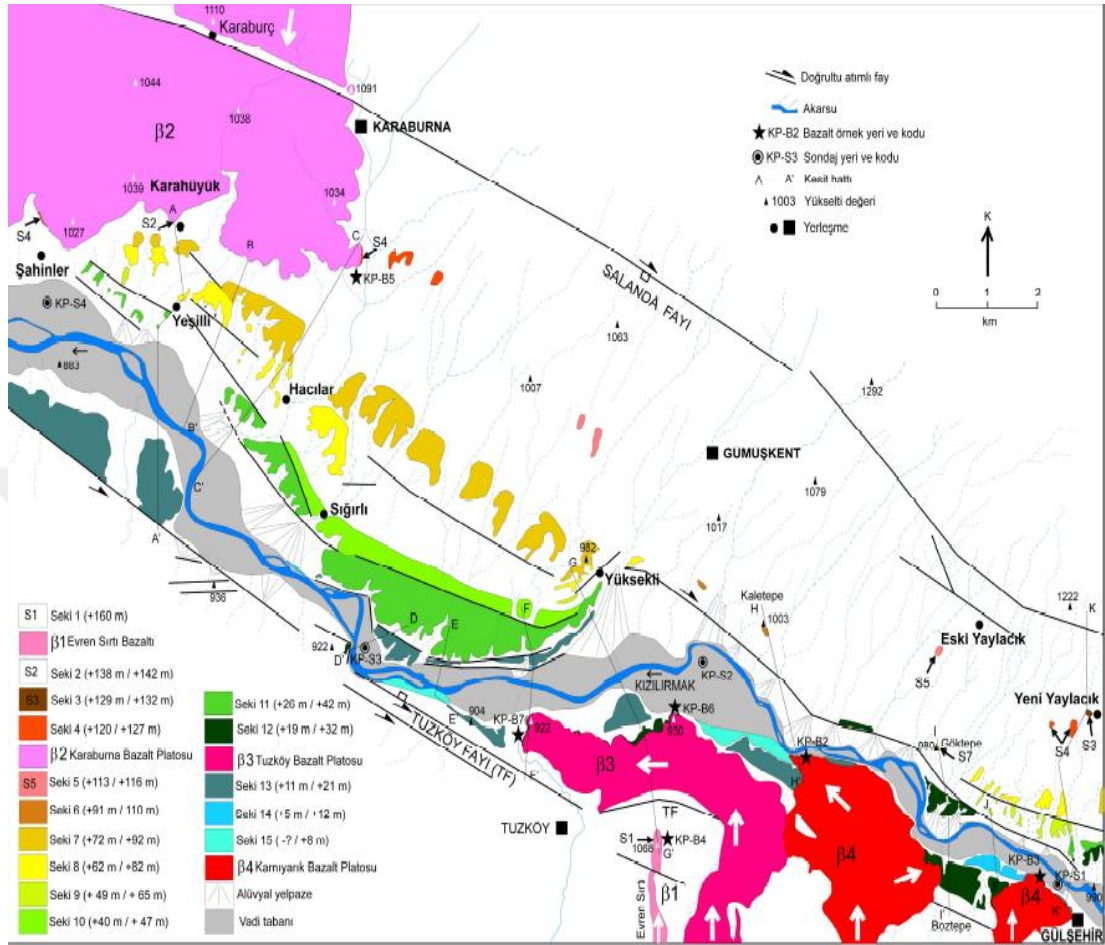 1110
Karaburç
1044
1038
1091
β2
KARABURNA
1039
Karahüyük
1034
A
S2
1027
S4
Şahinler
B
C
S4
KP-B5
KP-S4
Yeşilli
883
Hacılar
B'
C'
A'
Sığırlı
936
Doğrultu atımlı fay
Akarsu
KP-B2 Bazalt örnek yeri ve kodu
KP-S3 Sondaj yeri ve kodu
A A' Kesit hattı
1003 Yükselti değeri
Yerleşme
K
0 1 2
km
SALANDA FAYI
1063
1007
1292
GUMUŞKENT
1079
1017
982
G
Yüksekli
Kaletepe
H 1003
1222
K
Eski Yaylacık
S5
Yeni Yaylacık
S4
S3
D
E
F
922
D'
KP-S3
KIZILIRMAK
KP-S2
E'
904
KP-B7
922
KP-B6
930
KP-B2
I
Göktepe
980
S7
J
TUZKÖY FAYI (TF)
F'
β3
H'
TUZKÖY
TF
S1
1068
KP-B4
G'
β1
Evren Sırtı
β4
KP-B3
KP-S1
β4
I'
Boztepe
K'
990
GÜLŞEHİR
S1 Seki 1 (+160 m)
β1 Evren Sırtı Bazaltı
S2 Seki 2 (+138 m / +142 m)
S3 Seki 3 (+129 m / +132 m)
Seki 4 (+120 / +127 m)
β2 Karaburna Bazalt Platosu
S5 Seki 5 (+113 / +116 m)
Seki 6 (+91 m / 110 m)
Seki 7 (+72 m / +92 m)
Seki 8 (+62 m / +82 m)
Seki 9 (+ 49 m / + 65 m)
Seki 10 (+40 m / + 47 m)
Seki 11 (+26 m / +42 m)
Seki 12 (+19 m / +32 m)
β3 Tuzköy Bazalt Platosu
Seki 13 (+11 m / +21 m)
Seki 14 (+5 m / +12 m)
Seki 15 (-? / +8 m)
β4 Karnıyarık Bazalt Platosu
Alüvyal yelpaze
Vadi tabanı